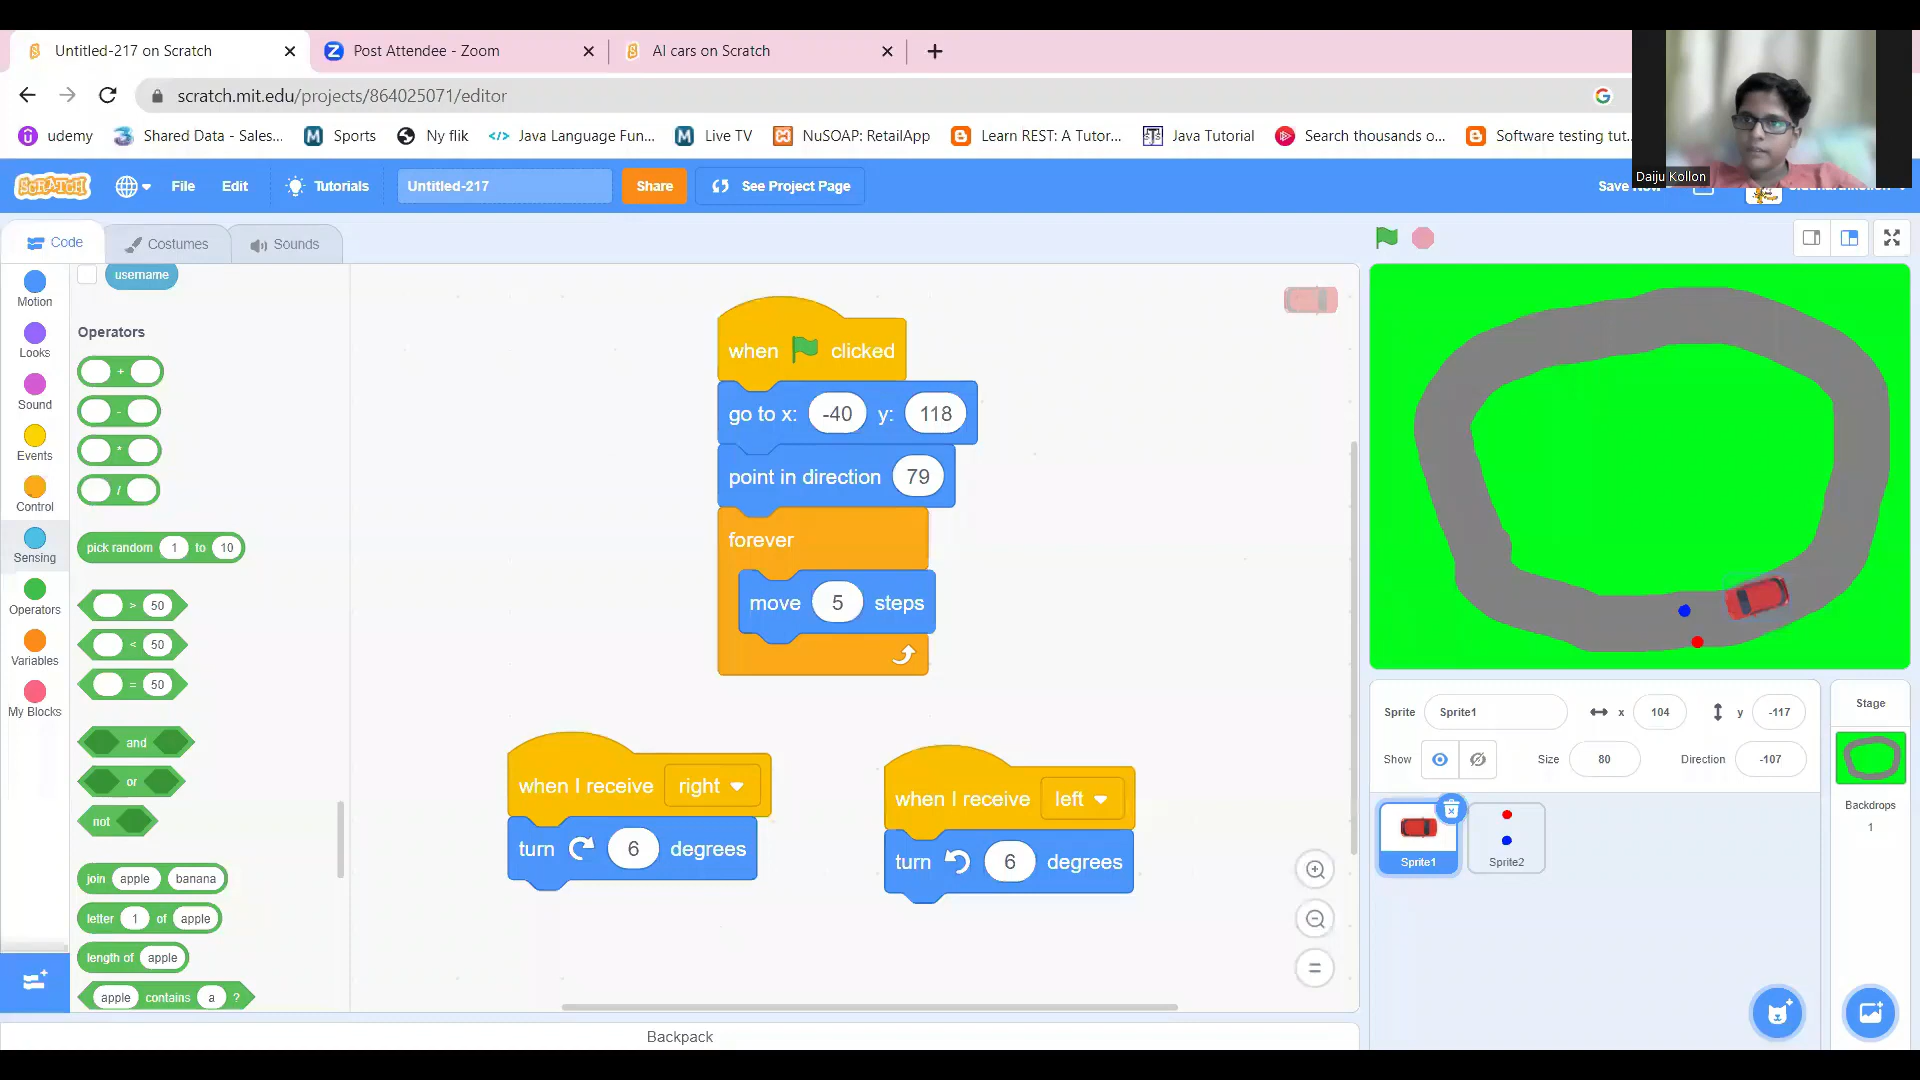 Untitled-217 on Scratch
Post Attendee - Zoom
AI cars on Scratch
scratch.mit.edu/projects/864025071/editor
udemy
Shared Data - Sales...
Sports
Ny flik
Java Language Fun...
Live TV
NuSOAP: RetailApp
Learn REST: A Tutor...
Java Tutorial
Search thousands o...
Software testing tut...
Daiju Kollon
SCRATCH
File
Edit
Tutorials
Untitled-217
Share
See Project Page
Code
Costumes
Sounds
Motion
Looks
Sound
Events
Control
Sensing
Operators
Variables
My Blocks
username
Operators
+
-
*
/
pick random 1 to 10
> 50
< 50
= 50
and
or
not
join apple banana
letter 1 of apple
length of apple
apple contains a ?
when clicked
go to x: -40 y: 118
point in direction 79
forever
move 5 steps
when I receive right
turn 6 degrees
when I receive left
turn 6 degrees
Backpack
Sprite Sprite1 x 104 y -117
Show Size 80 Direction -107
Sprite1
Sprite2
Stage
Backdrops
1